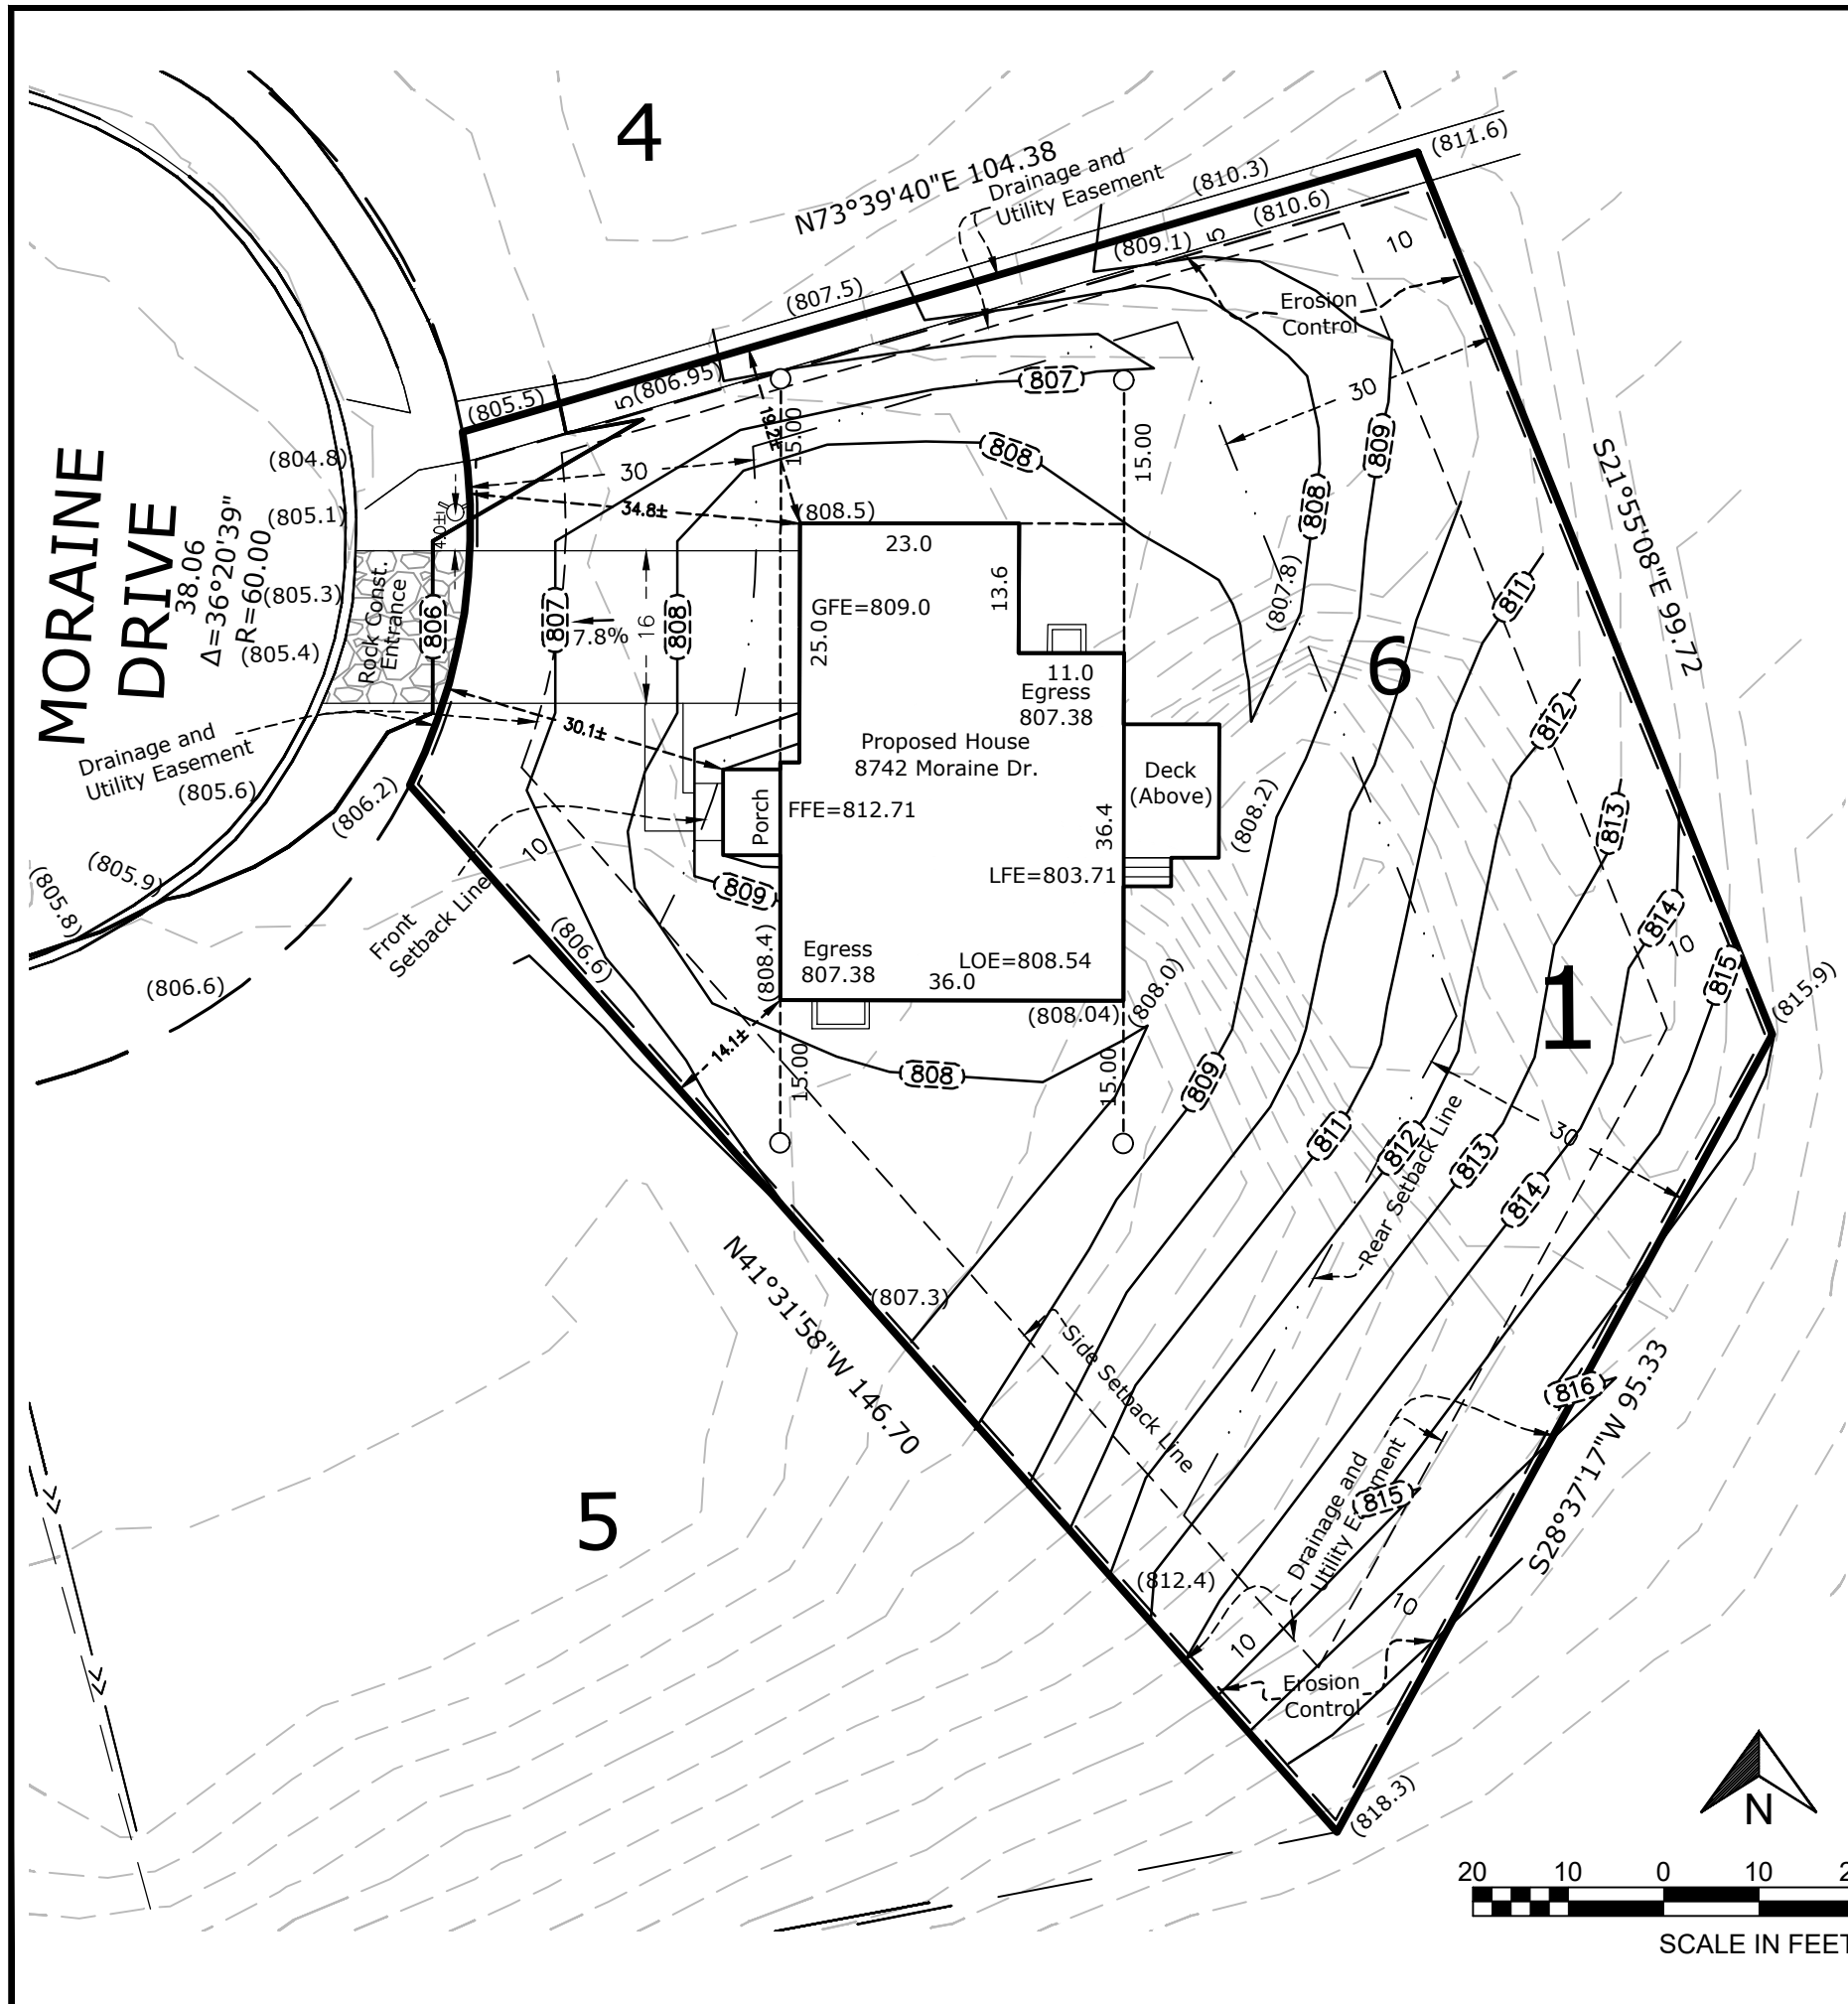 4
N73°39'40"E 104.38
Drainage and
Utility Easement
(811.6)
(810.3)
(810.6)
(809.1)
5
10
(807.5)
Erosion
Control
(806.95)
5
(805.5)
807
30
15.00
15.00
808
809
808
S21°55'08"E 99.72
MORAINE
DRIVE
38.06
Δ=36°20'39"
R=60.00
(804.8)
(805.1)
(805.3)
(805.4)
(805.6)
(805.9)
(805.8)
(806.6)
30
34.8±
4.0±
(808.5)
23.0
13.6
GFE=809.0
25.0
Rock Const.
Entrance
806
807
808
7.8%
16
(807.8)
811
6
11.0
Egress
807.38
812
30.1±
Drainage and
Utility Easement
(806.2)
Proposed House
8742 Moraine Dr.
Deck
(Above)
Porch
FFE=812.71
36.4
(808.2)
813
10
LFE=803.71
809
Front
Setback Line
(806.6)
(808.4)
Egress
807.38
LOE=808.54
36.0
(808.04)
(808.0)
814
10
815
(815.9)
1
14.1±
15.00
808
15.00
809
811
812
813
814
30
Rear Setback Line
N41°31'58"W 146.70
(807.3)
Side Setback Line
816
S28°37'17"W 95.33
5
Drainage and
Utility Easement
815
(812.4)
10
10
Erosion
Control
(818.3)
N
20 10 0 10
SCALE IN FEET